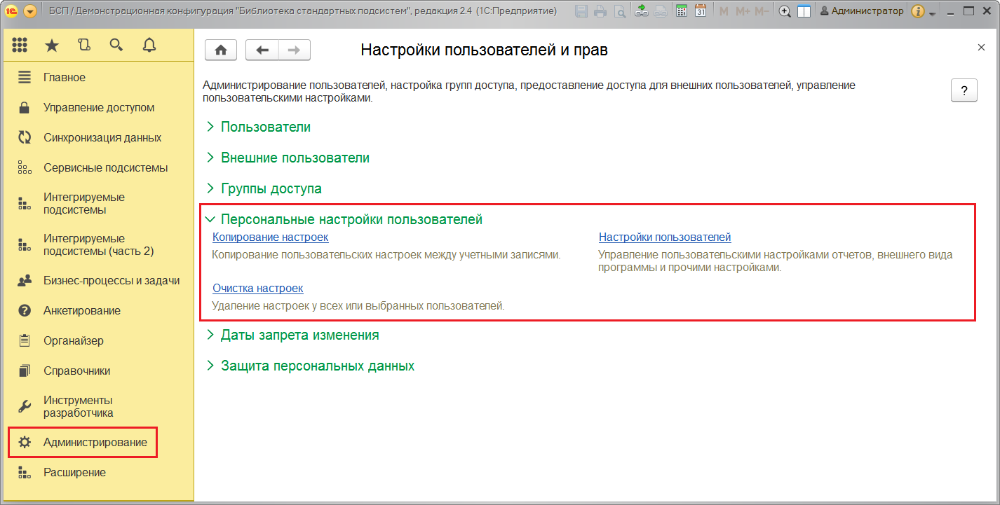 БСП / Демонстрационная конфигурация "Библиотека стандартных подсистем", редакция 2.4 (1С:Предприятие)
31
M M+ M-
Администратор
Настройки пользователей и прав
Администрирование пользователей, настройка групп доступа, предоставление доступа для внешних пользователей, управление
пользовательскими настройками.
?
Главное
Управление доступом
Синхронизация данных
Сервисные подсистемы
Интегрируемые
подсистемы
Интегрируемые
подсистемы (часть 2)
Бизнес-процессы и задачи
Анкетирование
Органайзер
Справочники
Инструменты
разработчика
Администрирование
Расширение
Пользователи
Внешние пользователи
Группы доступа
Персональные настройки пользователей
Копирование настроек
Копирование пользовательских настроек между учетными записями.
Настройки пользователей
Управление пользовательскими настройками отчетов, внешнего вида
программы и прочими настройками.
Очистка настроек
Удаление настроек у всех или выбранных пользователей.
Даты запрета изменения
Защита персональных данных